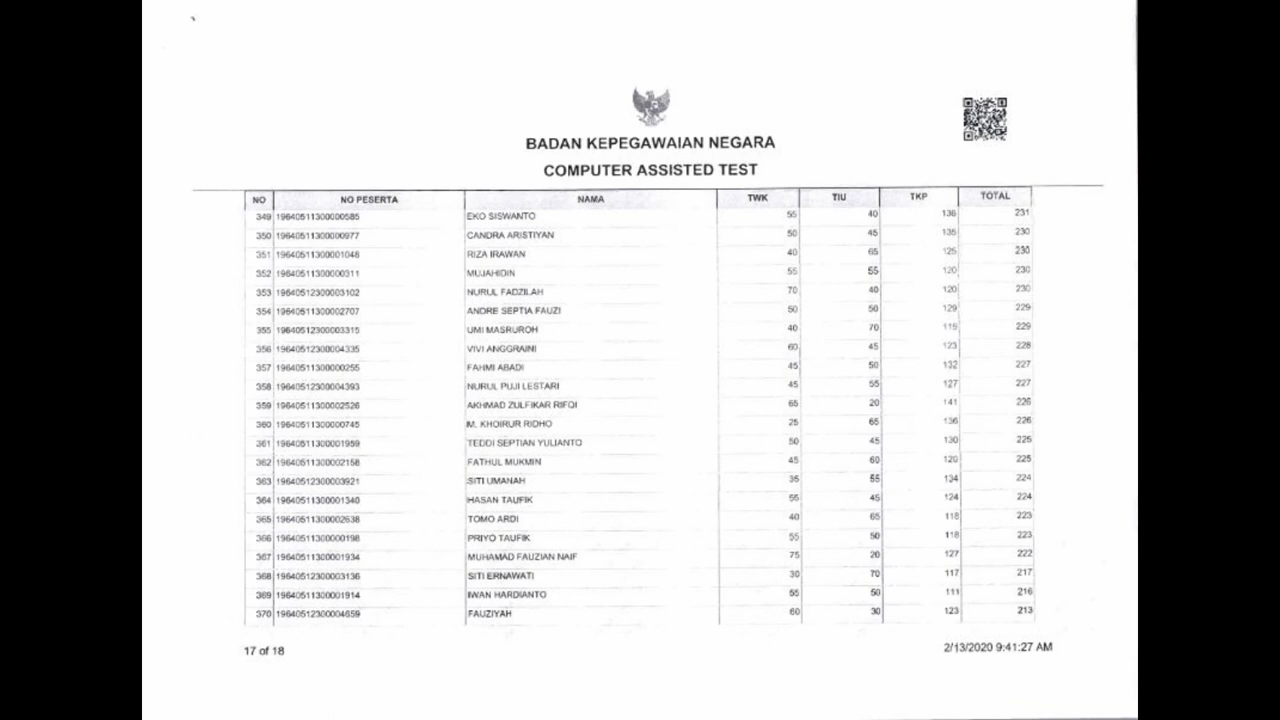 BADAN KEPEGAWAIAN NEGARA
COMPUTER ASSISTED TEST
NO NO PESERTA NAMA TWK TIU TKP TOTAL
349 19640511300000585 EKO SISWANTO 55 40 136 231
350 19640511300000977 CANDRA ARISTIYAN 50 45 135 230
351 19640511300001048 RIZA IRAWAN 40 65 125 230
352 19640511300000311 MUJAHIDIN 55 55 120 230
353 19640512300003102 NURUL FADZILAH 70 40 120 230
354 19640511300002707 ANDRE SEPTIA FAUZI 50 50 129 229
355 19640512300003315 UMI MASRUROH 40 70 119 229
356 19640512300004335 VIVI ANGGRAINI 60 45 123 228
357 19640511300000255 FAHMI ABADI 45 50 132 227
358 19640512300004393 NURUL PUJI LESTARI 45 55 127 227
359 19640511300002526 AKHMAD ZULFIKAR RIFQI 65 20 141 226
360 19640511300000745 M. KHOIRUR RIDHO 25 65 136 226
361 19640511300001959 TEDDI SEPTIAN YULIANTO 50 45 130 225
362 19640511300002158 FATHUL MUKMIN 45 60 120 225
363 19640512300003921 SITI UMANAH 35 55 134 224
364 19640511300001340 HASAN TAUFIK 55 45 124 224
365 19640511300002638 TOMO ARDI 40 65 118 223
366 19640511300000198 PRIYO TAUFIK 55 50 118 223
367 19640511300001934 MUHAMAD FAUZIAN NAIF 75 20 127 222
368 19640512300003136 SITI ERNAWATI 30 70 117 217
369 19640511300001914 IWAN HARDIANTO 55 50 111 216
370 19640512300004659 FAUZIYAH 60 30 123 213
17 of 18 2/13/2020 9:41:27 AM